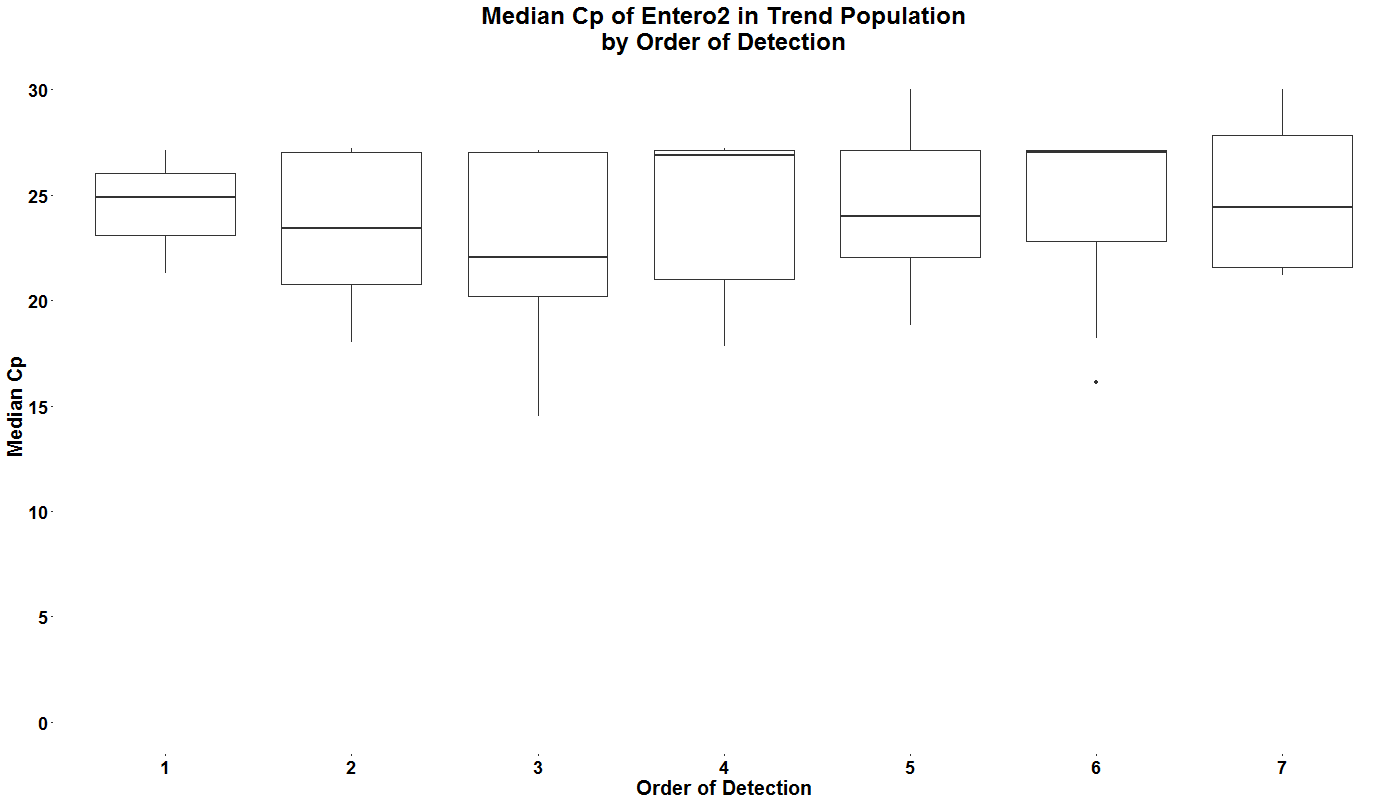 Median Cp of Entero2 in Trend Population
by Order of Detection
30
25
20
15
10
5
0
Median Cp
1 2 3 4 5 6 7
Order of Detection